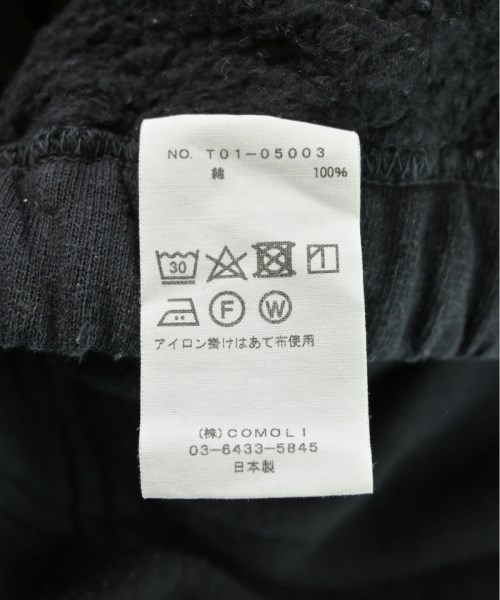 NO. T01-05003
綿 100%
30
F W
アイロン掛けはあて布使用
(株)COMOLI
03-6433-5845
日本製